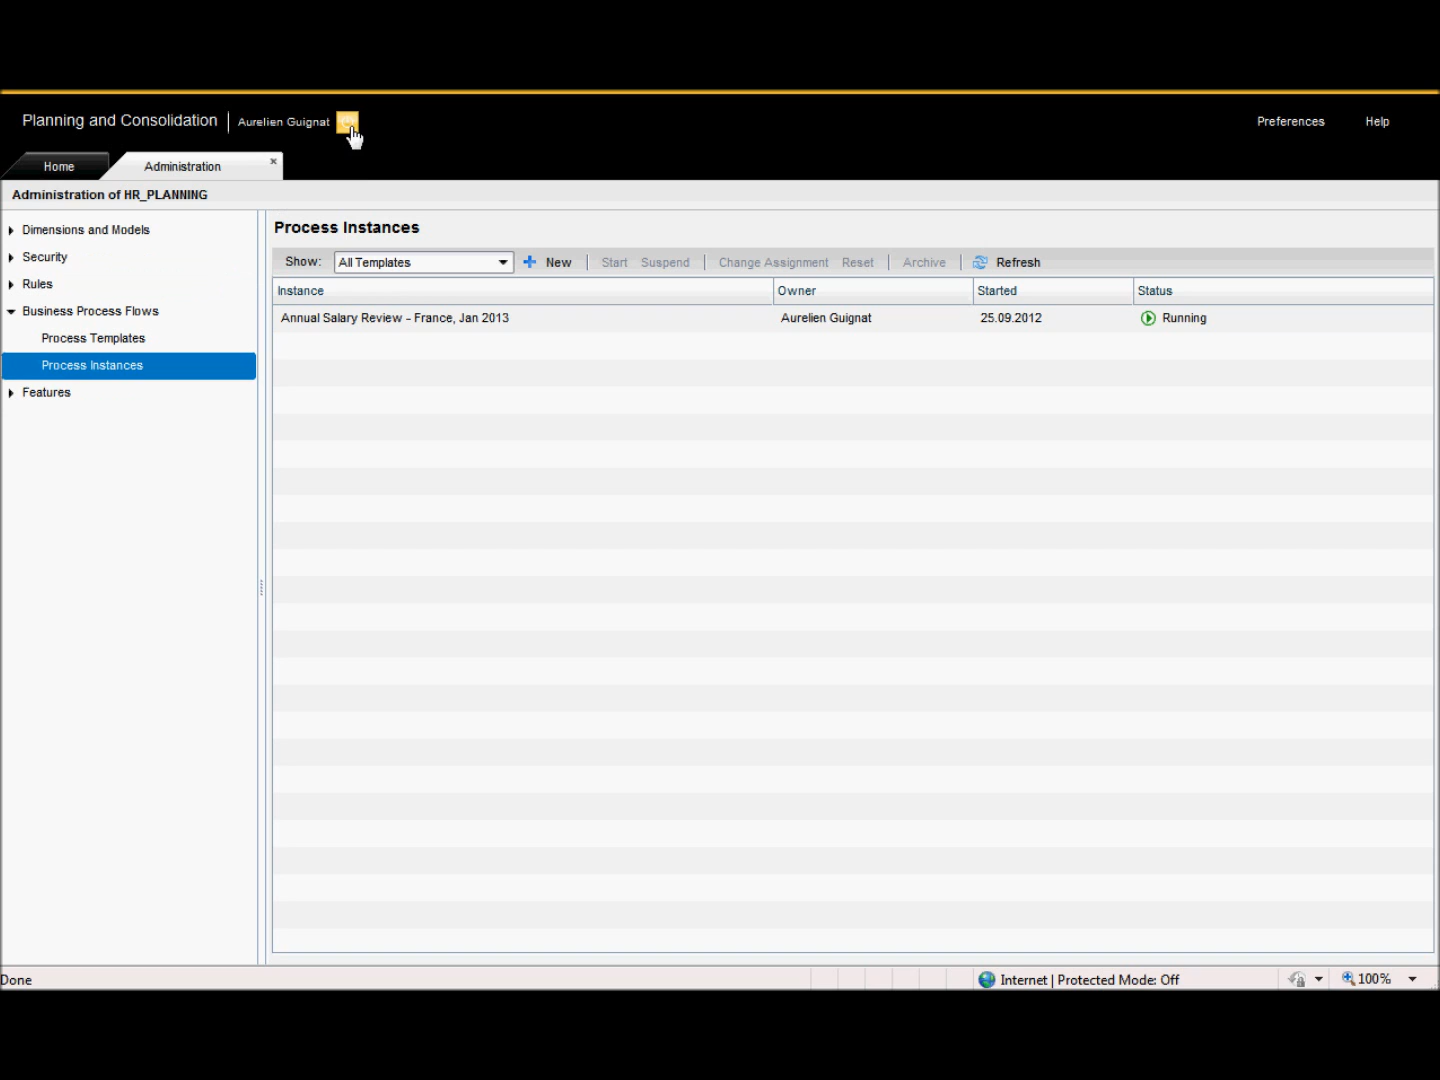 Planning and Consolidation | Aurelien Guignat
Preferences Help
Home Administration
Administration of HR_PLANNING
Dimensions and Models
Security
Rules
Business Process Flows
Process Templates
Process Instances
Features
Process Instances
Show: All Templates New Start Suspend Change Assignment Reset Archive Refresh
Instance Owner Started Status
Annual Salary Review - France, Jan 2013 Aurelien Guignat 25.09.2012 Running
Done Internet | Protected Mode: Off 100%